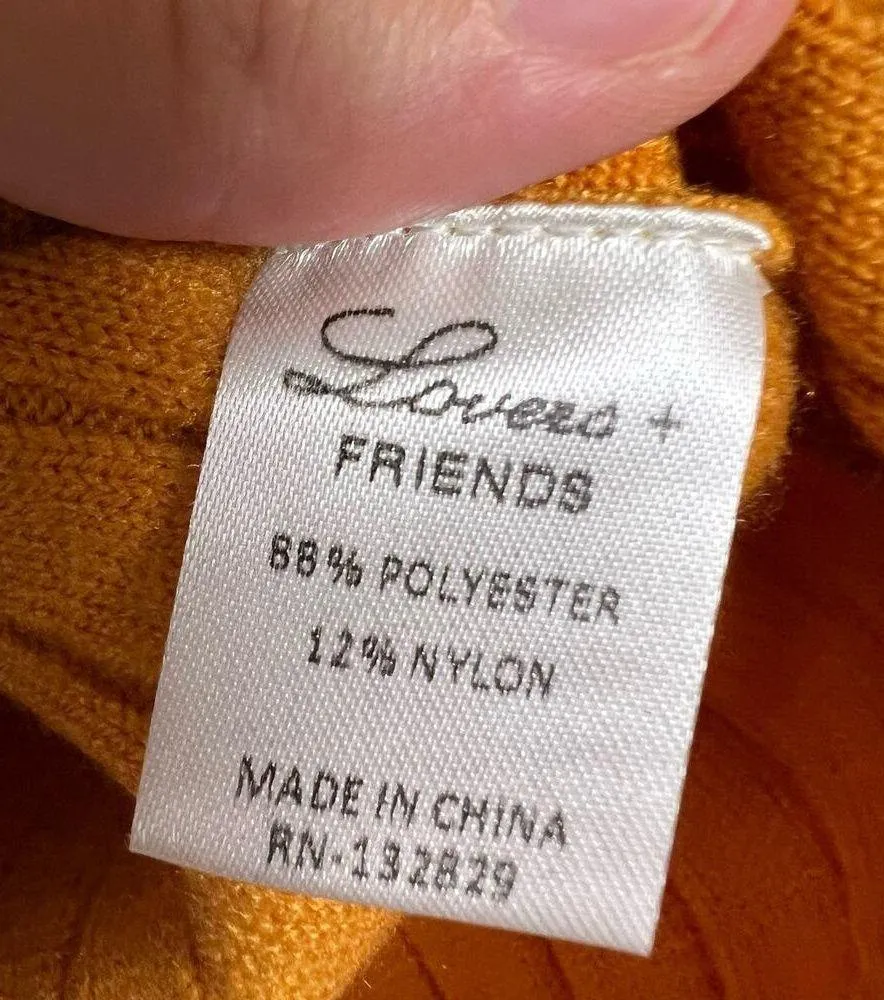 Lovers +
FRIENDS
88% POLYESTER
12% NYLON
MADE IN CHINA
RN-132829